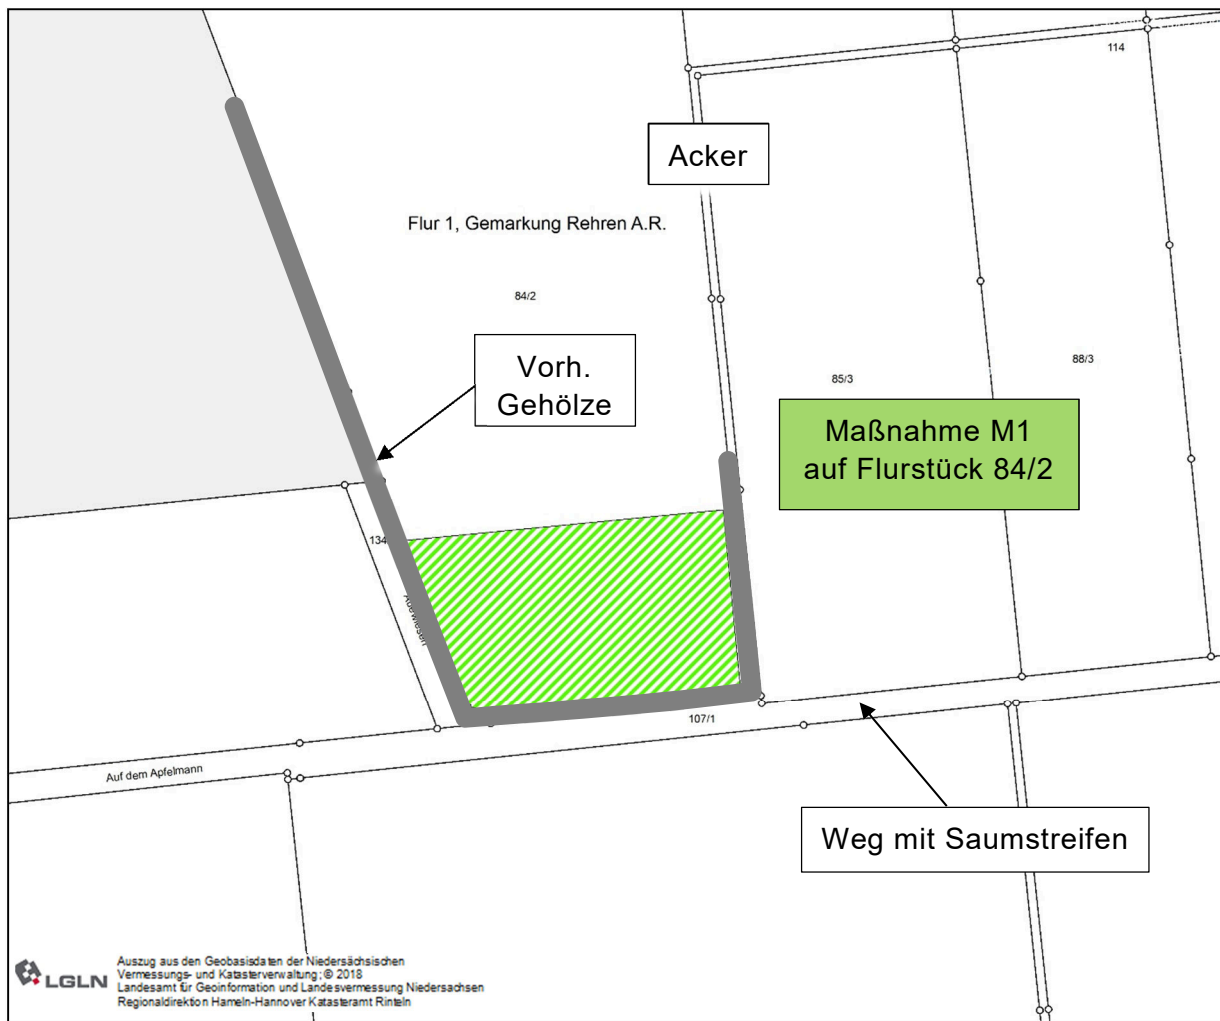 114
Acker
Flur 1, Gemarkung Rehren A.R.
84/2
Vorh.
Gehölze
88/3
85/3
Maßnahme M1
auf Flurstück 84/2
134
107/1
Auf dem Apfelmann
Weg mit Saumstreifen
LGLN
Auszug aus den Geobasisdaten der Niedersächsischen
Vermessungs- und Katasterverwaltung; © 2018
Landesamt für Geoinformation und Landesvermessung Niedersachsen
Regionaldirektion Hameln-Hannover Katasteramt Rinteln